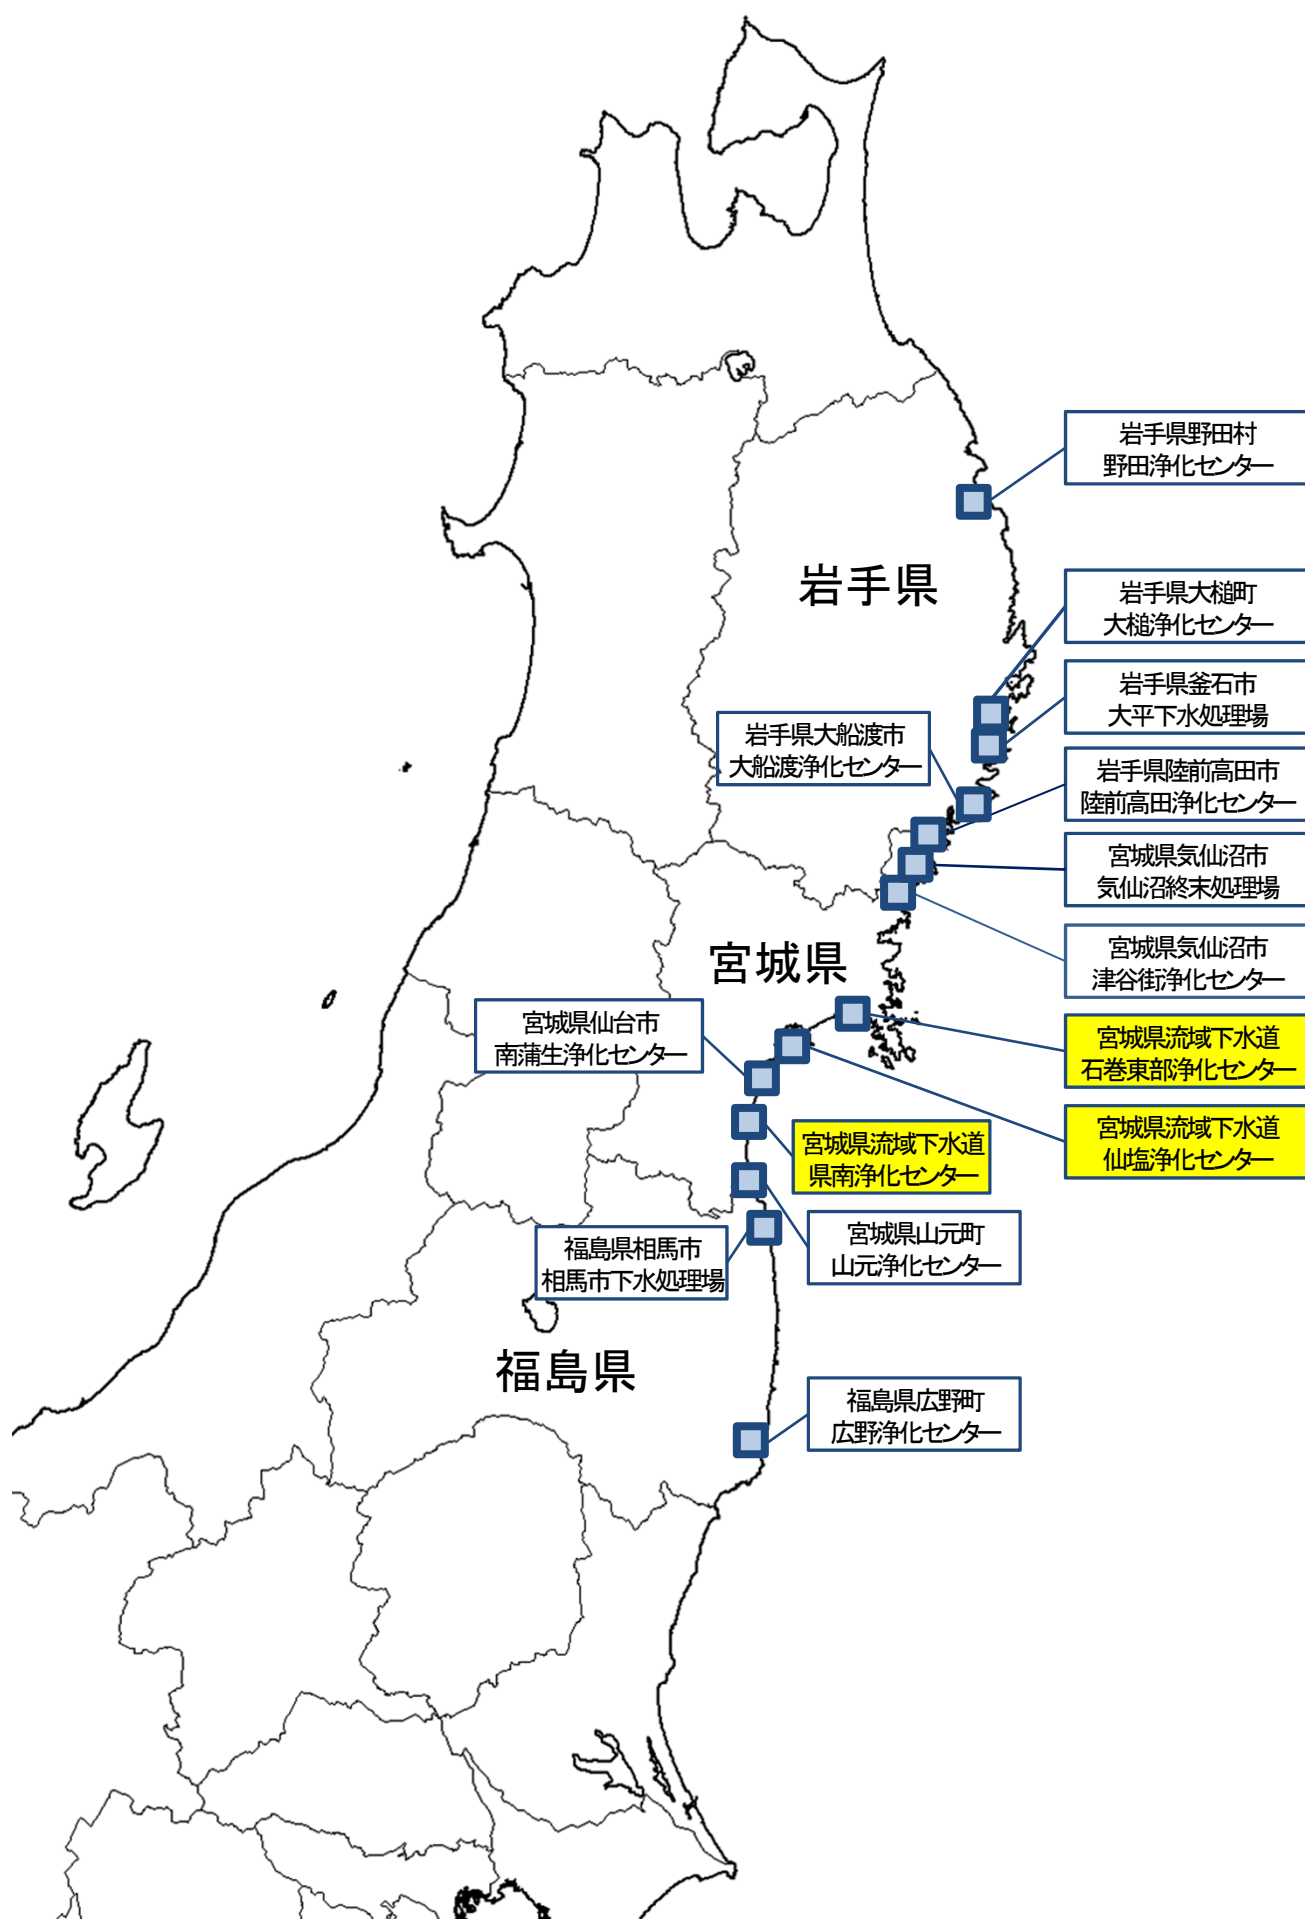 岩手県野田村
野田浄化センター
岩手県
岩手県大槌町
大槌浄化センター
岩手県釜石市
大平下水処理場
岩手県大船渡市
大船渡浄化センター
岩手県陸前高田市
陸前高田浄化センター
宮城県気仙沼市
気仙沼終末処理場
宮城県
宮城県気仙沼市
津谷街浄化センター
宮城県仙台市
南蒲生浄化センター
宮城県流域下水道
石巻東部浄化センター
宮城県流域下水道
仙塩浄化センター
宮城県流域下水道
県南浄化センター
宮城県山元町
山元浄化センター
福島県相馬市
相馬市下水処理場
福島県
福島県広野町
広野浄化センター